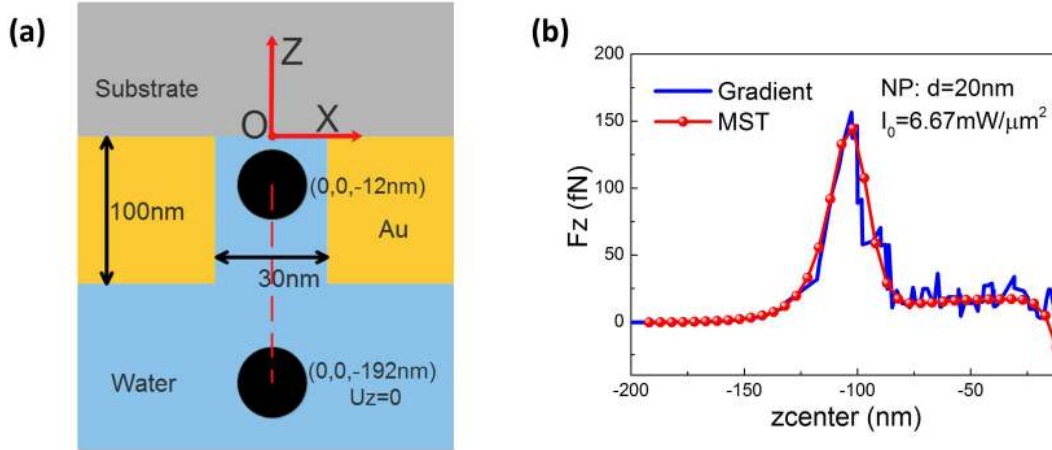 (a)
Z
Substrate
O
X
(0,0,-12nm)
100nm
Au
30nm
Water
(0,0,-192nm)
Uz=0
(b)
200
150
100
50
0
Fz (fN)
Gradient
MST
NP: d=20nm
I₀=6.67mW/μm²
-200
-150
-100
-50
zcenter (nm)